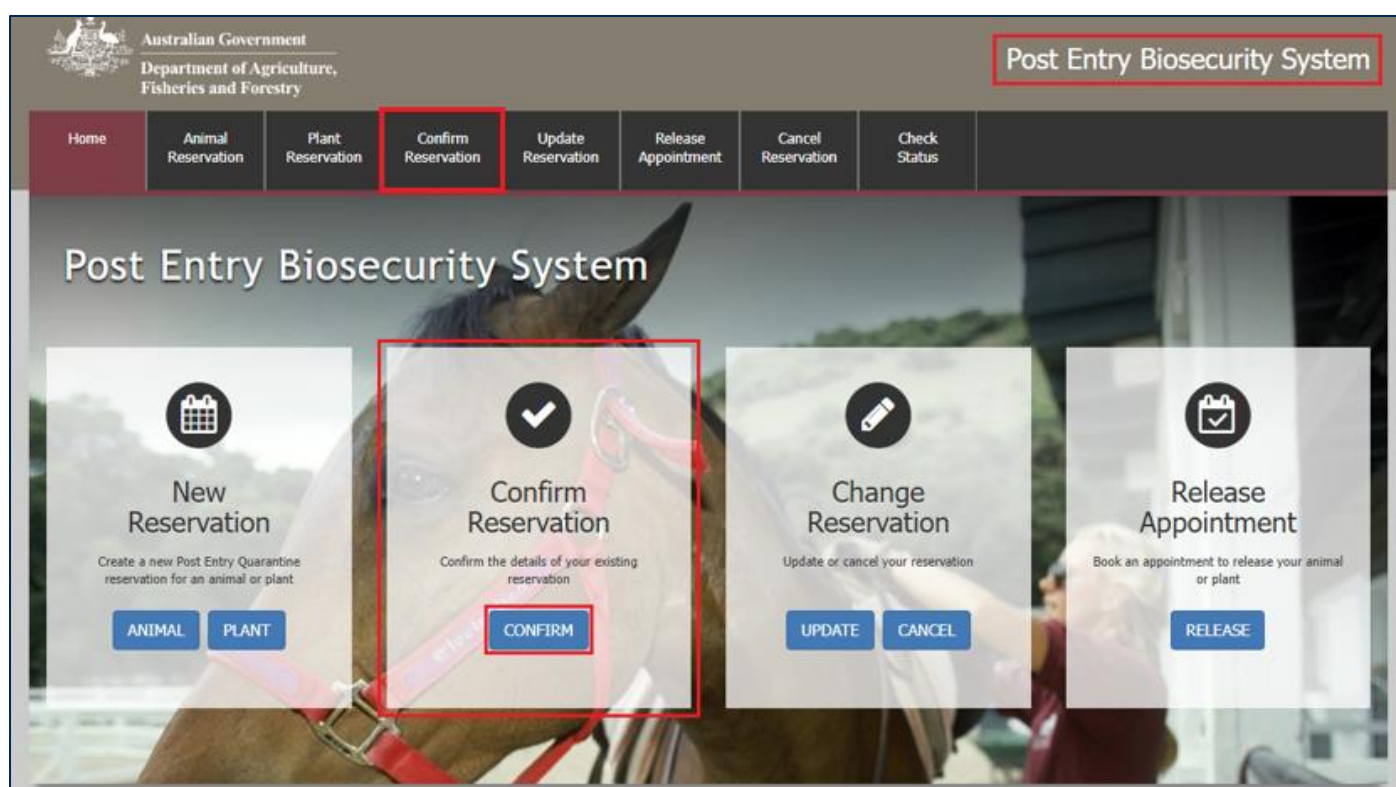 Australian Government
Department of Agriculture,
Fisheries and Forestry
Post Entry Biosecurity System
Home
Animal
Reservation
Plant
Reservation
Confirm
Reservation
Update
Reservation
Release
Appointment
Cancel
Reservation
Check
Status
Post Entry Biosecurity System
New
Reservation
Create a new Post Entry Quarantine
reservation for an animal or plant
ANIMAL PLANT
Confirm
Reservation
Confirm the details of your existing
reservation
CONFIRM
Change
Reservation
Update or cancel your reservation
UPDATE CANCEL
Release
Appointment
Book an appointment to release your animal
or plant
RELEASE